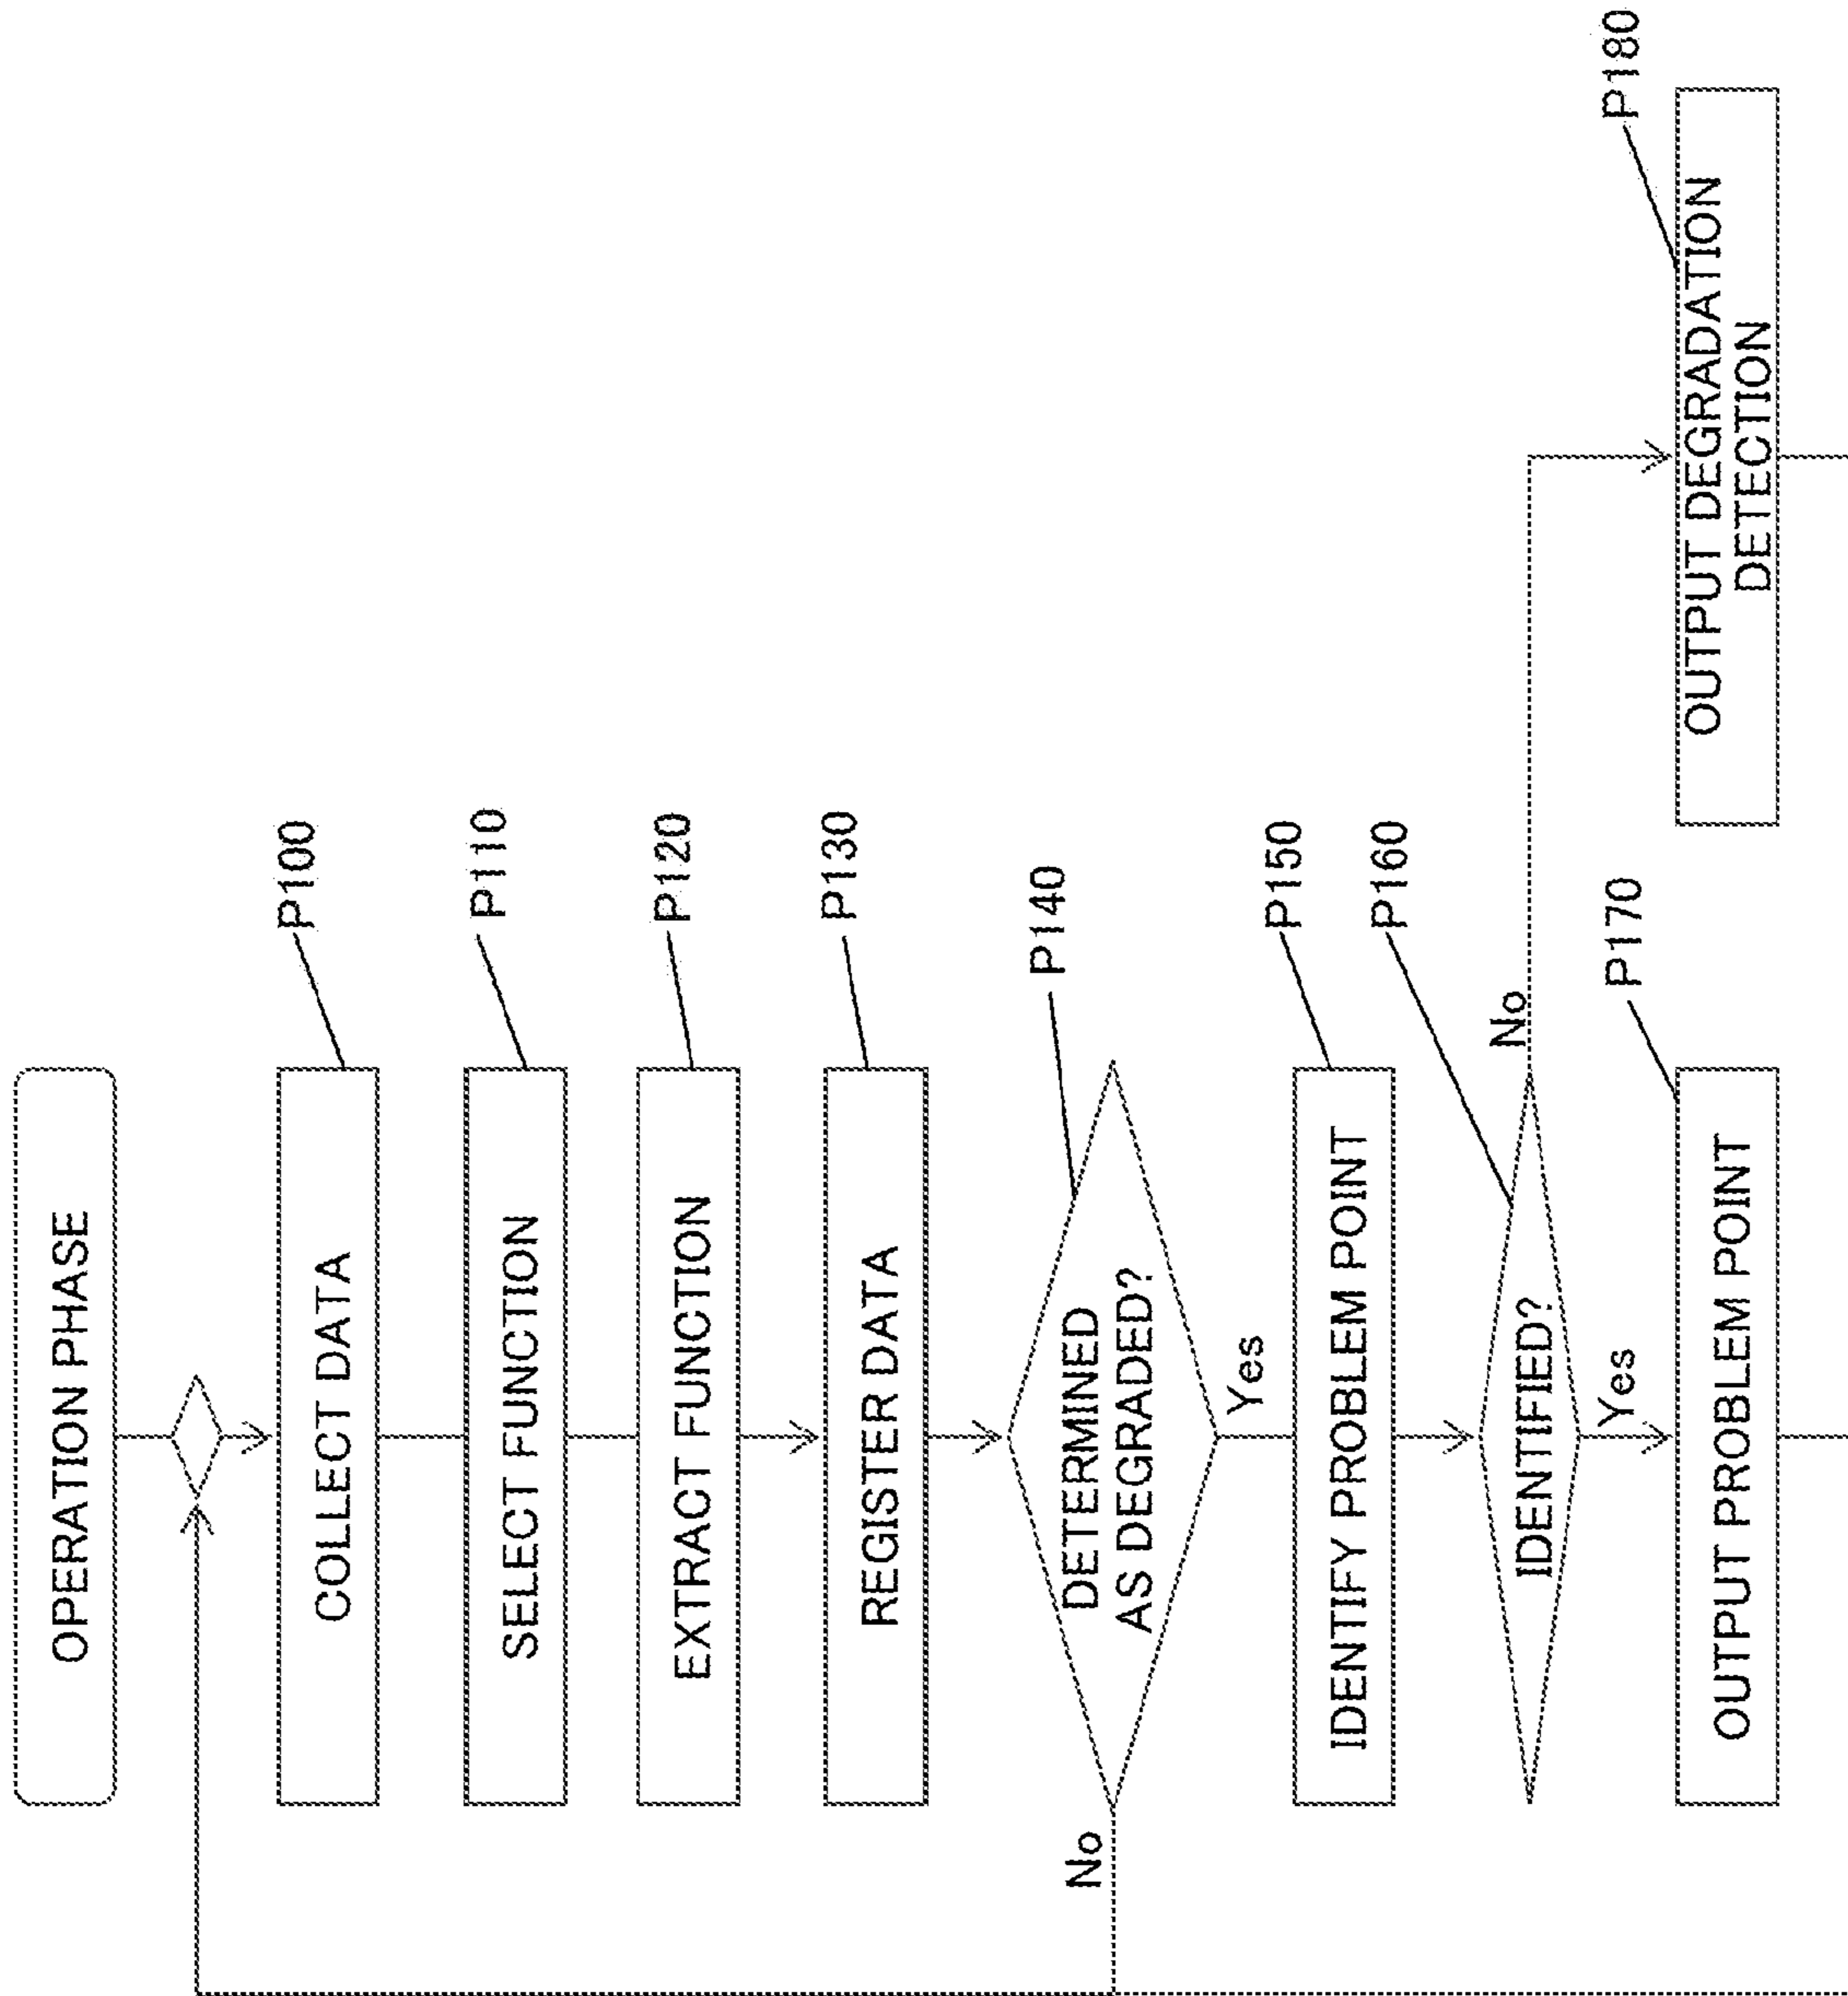 OPERATION PHASE
COLLECT DATA
P100
SELECT FUNCTION
P110
EXTRACT FUNCTION
P120
REGISTER DATA
P130
DETERMINED
AS DEGRADED?
P140
No
Yes
IDENTIFY PROBLEM POINT
P150
IDENTIFIED?
P160
No
Yes
OUTPUT PROBLEM POINT
P170
OUTPUT DEGRADATION
DETECTION
P180